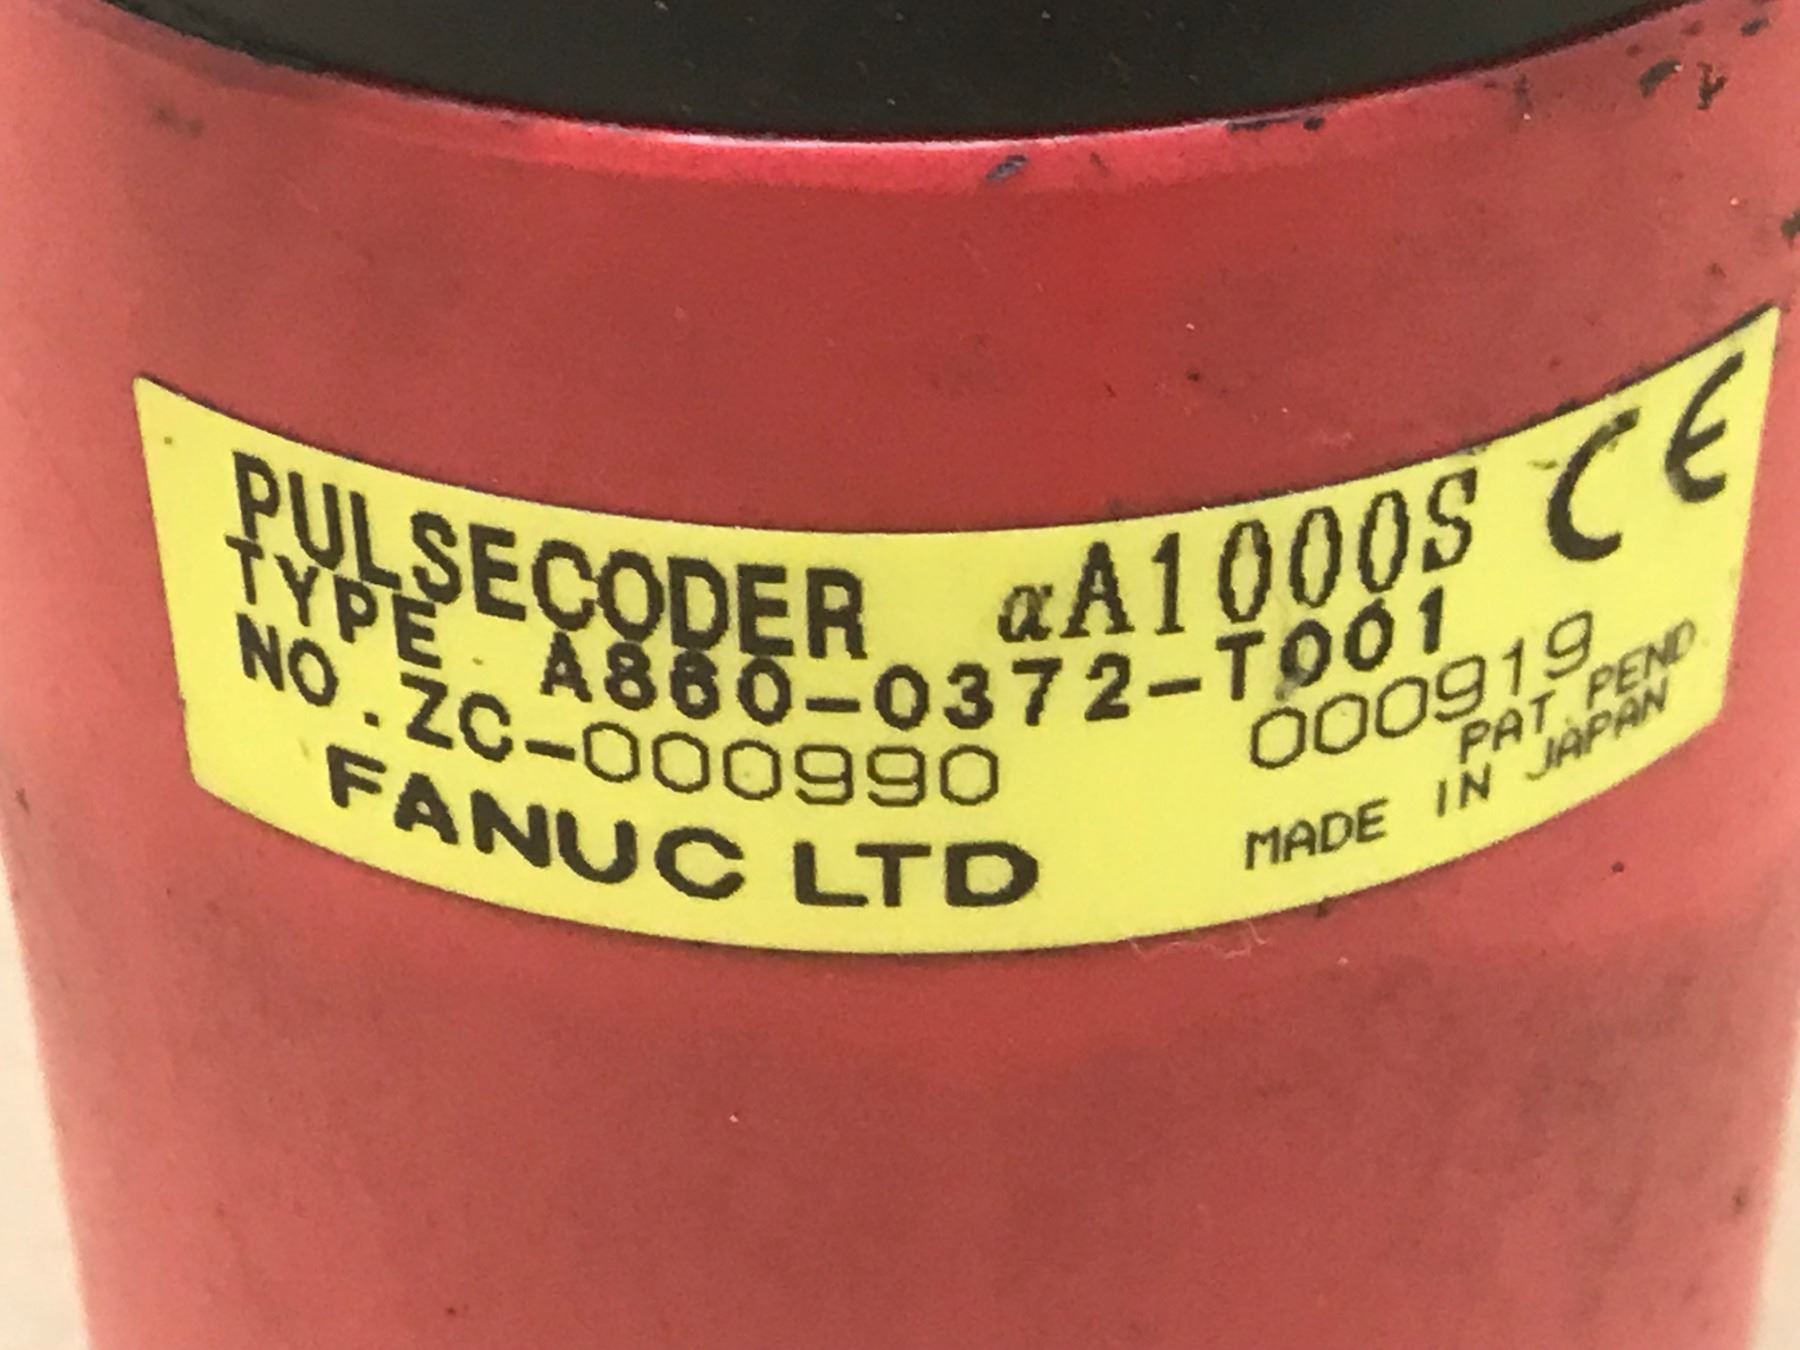 PULSECODER αA1000S CE
TYPE A860-0372-T001
NO.ZC-000990 000919
PAT PEND
FANUC LTD MADE IN JAPAN